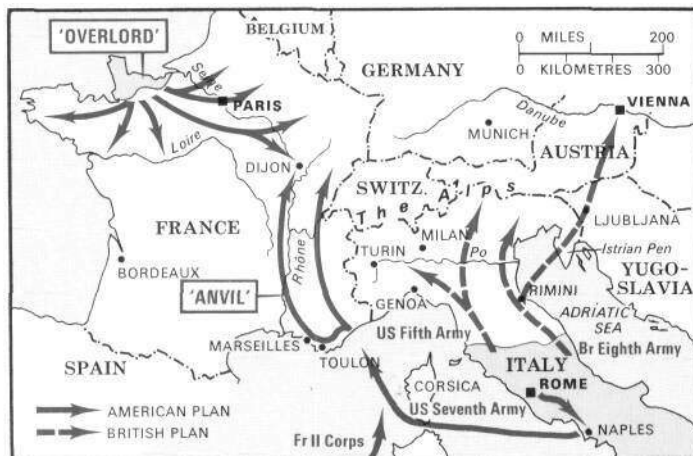 'OVERLORD'
BELGIUM
0 MILES 200
0 KILOMETRES 300
GERMANY
Seine
PARIS
VIENNA
Danube
MUNICH
Loire
AUSTRIA
DIJON
SWITZ.
The Alps
FRANCE
LJUBLJANA
MILAN
TURIN
Po
Istrian Pen
Rhône
YUGO-
SLAVIA
BORDEAUX
'ANVIL'
GENOA
RIMINI
ADRIATIC
SEA
US Fifth Army
MARSEILLES
TOULON
Br Eighth Army
SPAIN
ITALY
CORSICA
ROME
US Seventh Army
AMERICAN PLAN
BRITISH PLAN
Fr II Corps
NAPLES